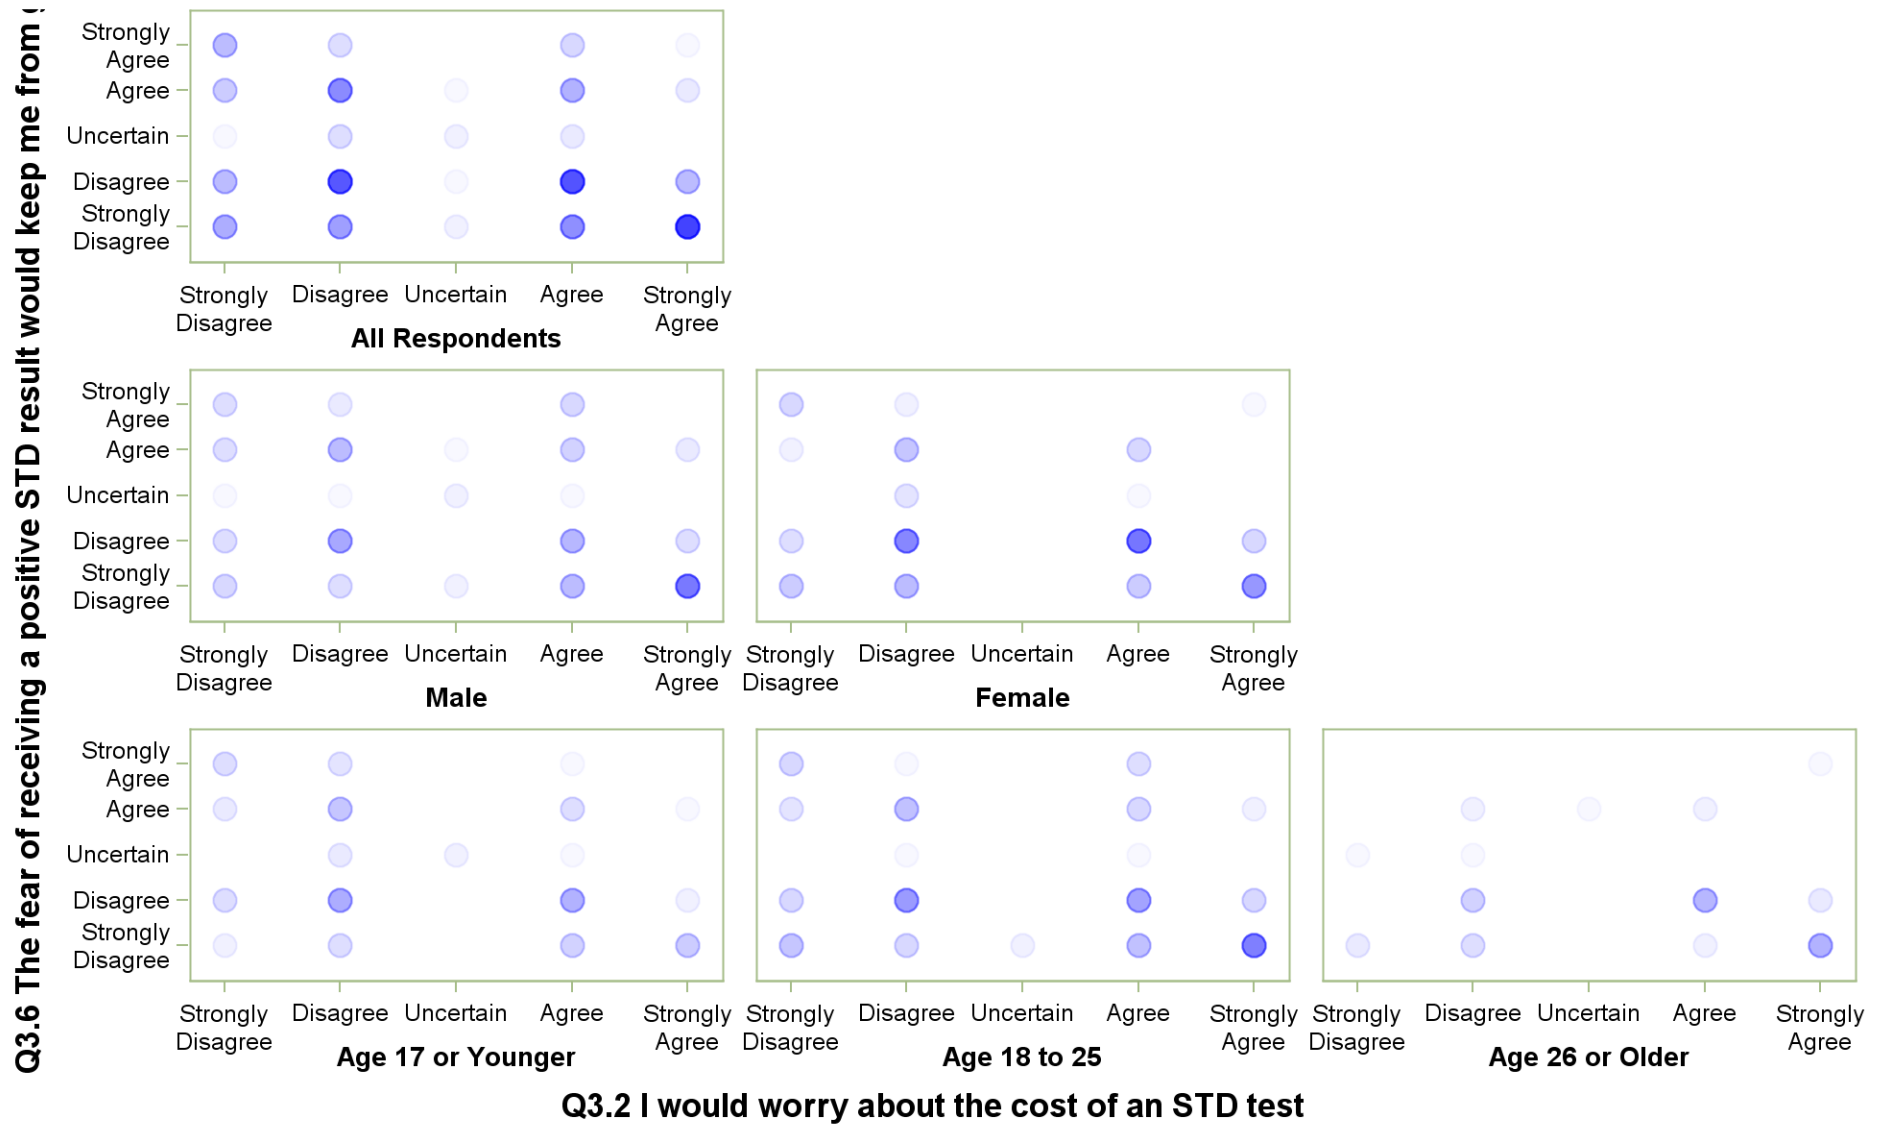 Q3.6 The fear of receiving a positive STD result would keep me from
Strongly
Agree
Agree
Uncertain
Disagree
Strongly
Disagree
Strongly Disagree Uncertain Agree Strongly
Disagree Agree
All Respondents
Strongly
Agree
Agree
Uncertain
Disagree
Strongly
Disagree
Strongly Disagree Uncertain Agree Strongly Strongly Disagree Uncertain Agree Strongly
Disagree Agree Disagree Agree
Male Female
Strongly
Agree
Agree
Uncertain
Disagree
Strongly
Disagree
Strongly Disagree Uncertain Agree Strongly Strongly Disagree Uncertain Agree Strongly Strongly Disagree Uncertain Agree Strongly
Disagree Agree Disagree Agree Disagree Agree
Age 17 or Younger Age 18 to 25 Age 26 or Older
Q3.2 I would worry about the cost of an STD test